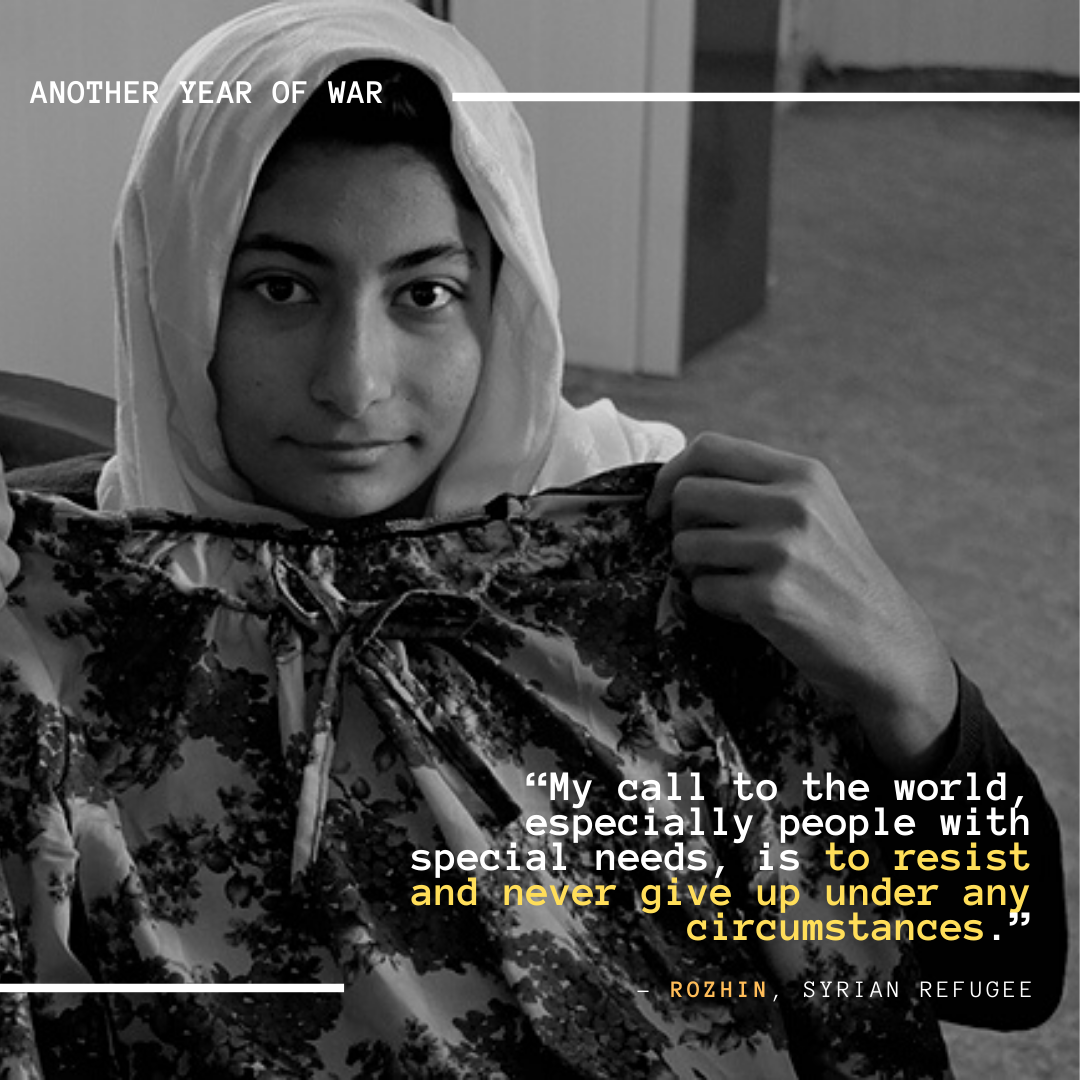 ANOTHER YEAR OF WAR
“My call to the world,
especially people with
special needs, is to resist
and never give up under any
circumstances.”
– ROZHIN, SYRIAN REFUGEE